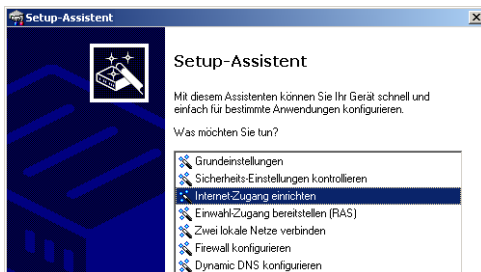 Setup-Assistent
Setup-Assistent
Mit diesem Assistenten können Sie Ihr Gerät schnell und
einfach für bestimmte Anwendungen konfigurieren.
Was möchten Sie tun?
Grundeinstellungen
Sicherheits-Einstellungen kontrollieren
Internet-Zugang einrichten
Einwahl-Zugang bereitstellen (RAS)
Zwei lokale Netze verbinden
Firewall konfigurieren
Dynamic DNS konfigurieren